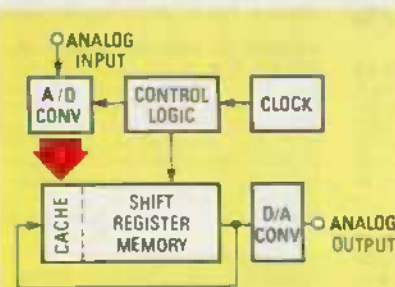 ANALOG
INPUT
A/D
CONV
CONTROL
LOGIC
CLOCK
CACHE
SHIFT
REGISTER
MEMORY
D/A
CONV
ANALOG
OUTPUT